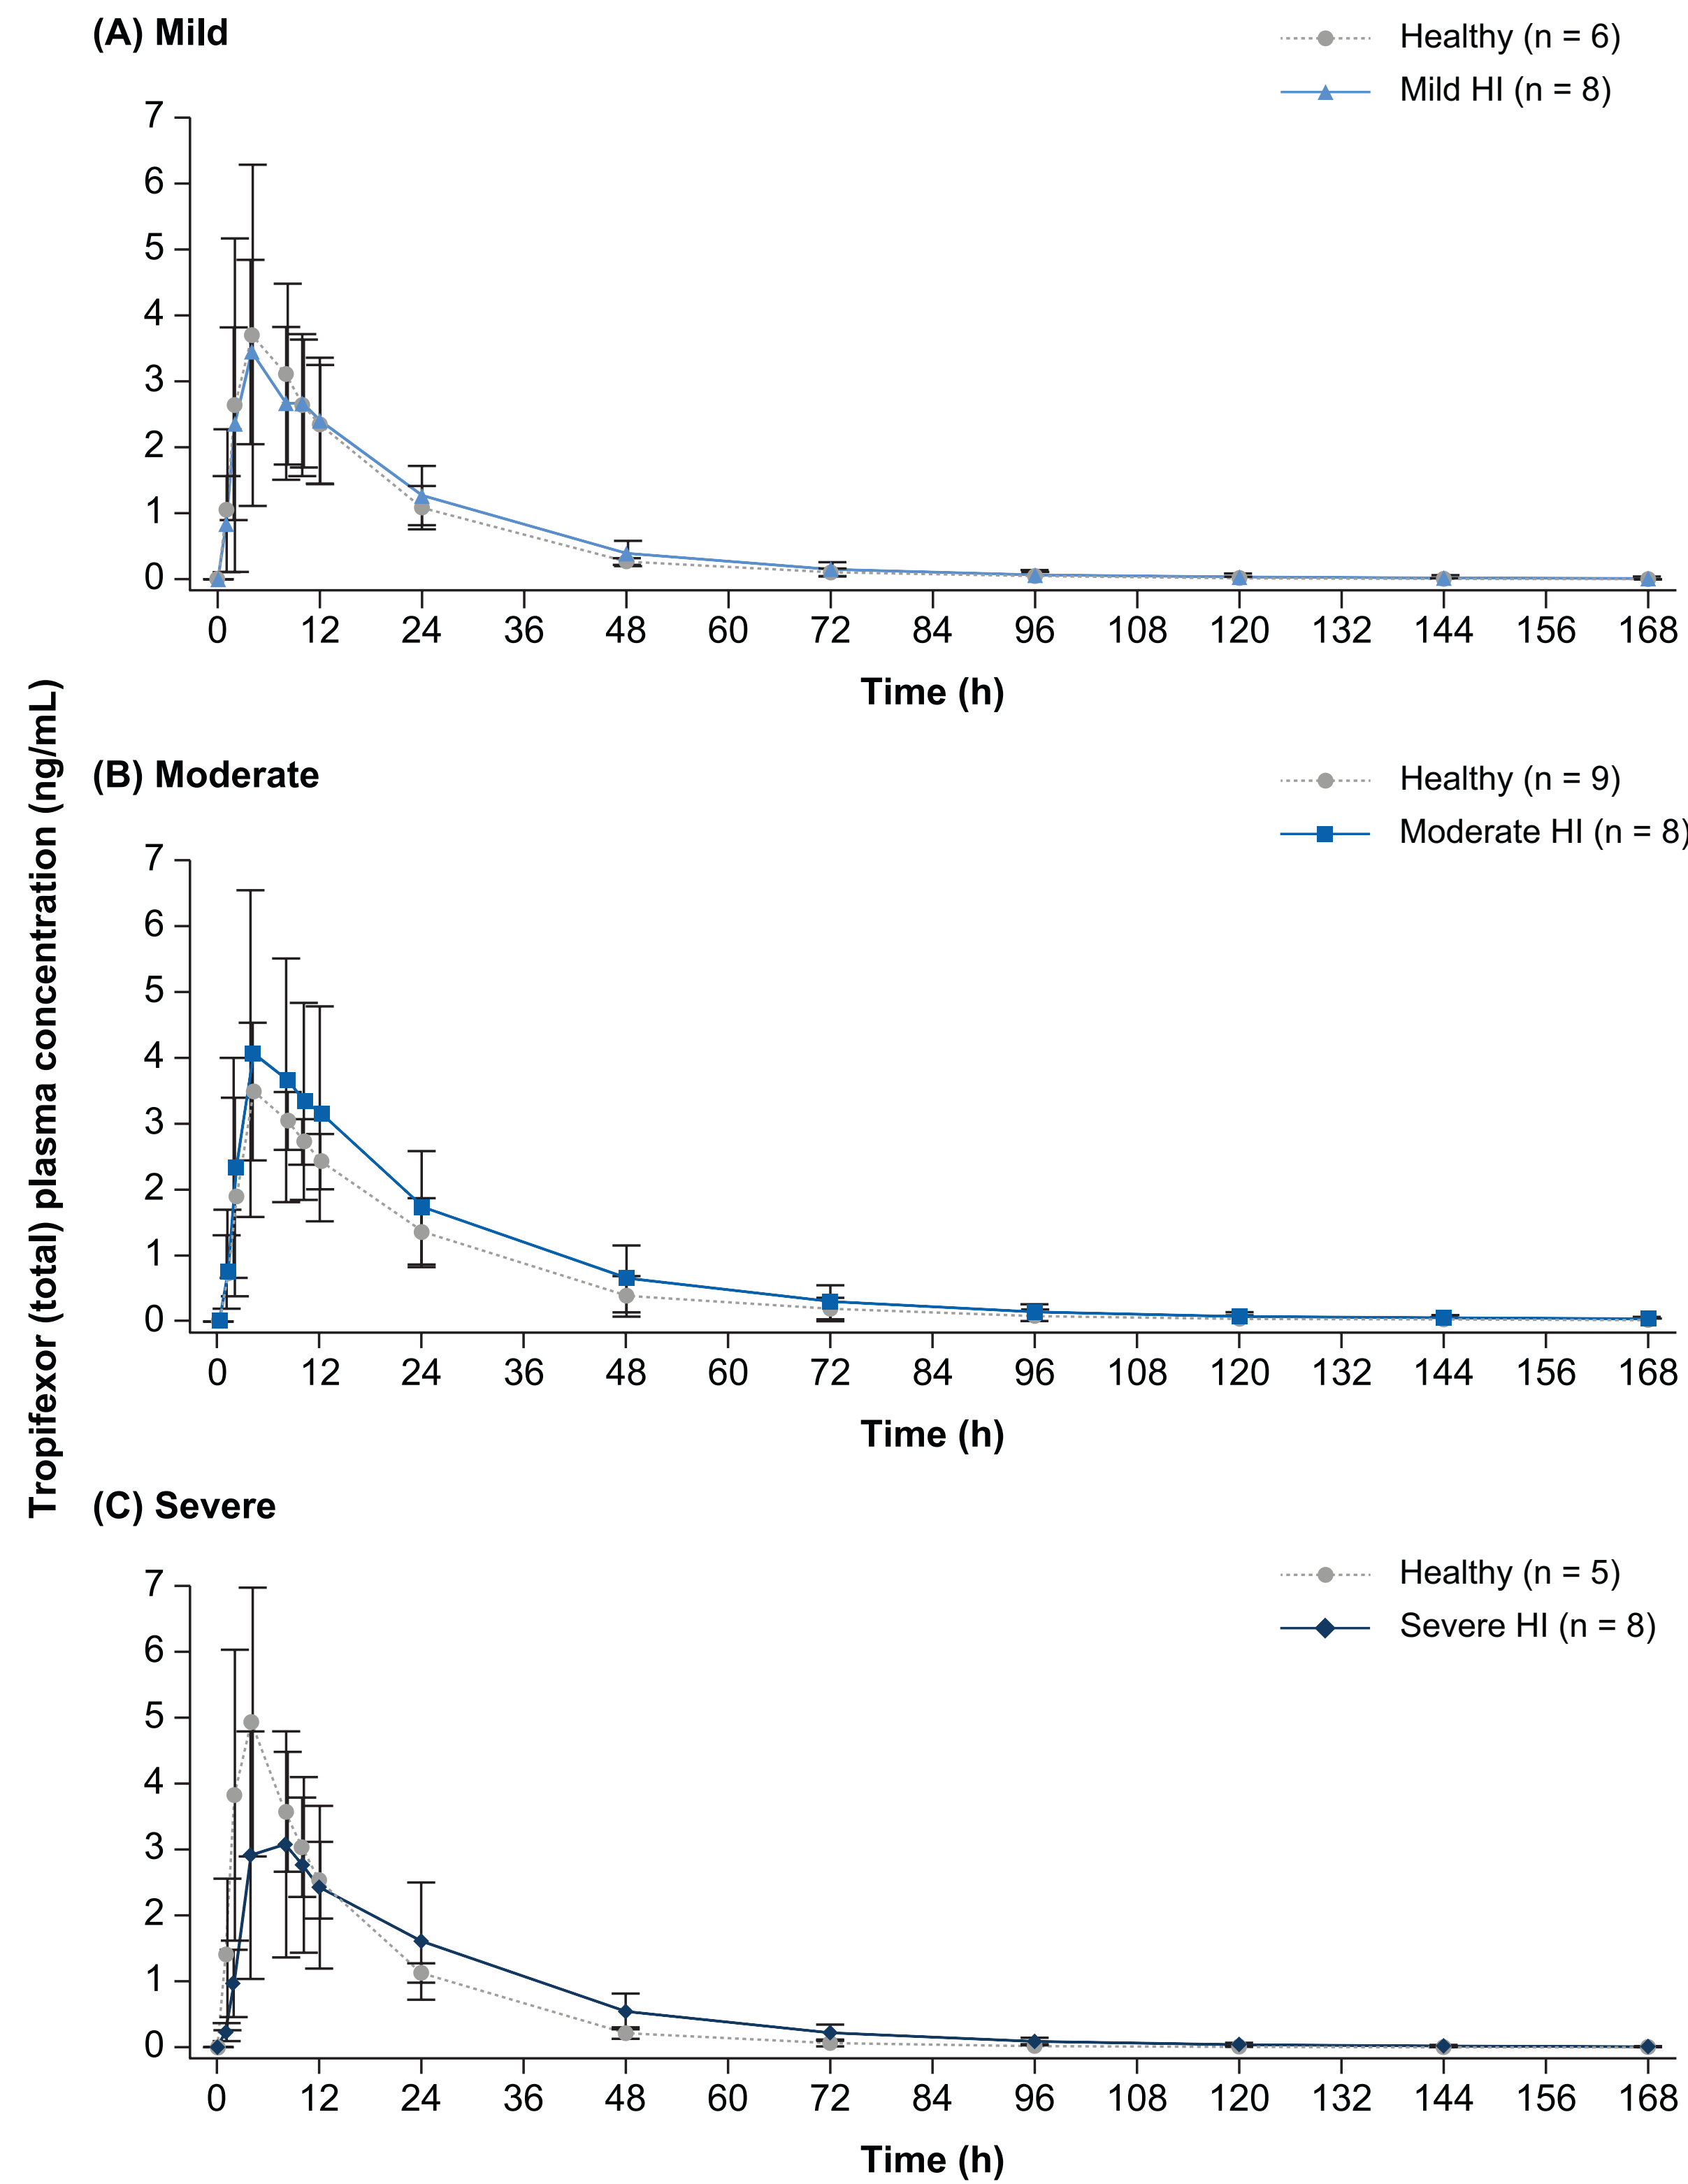 (A) Mild
Healthy (n = 6)
Mild HI (n = 8)
7
6
5
4
3
2
1
0
0 12 24 36 48 60 72 84 96 108 120 132 144 156 168
Time (h)
Tropifexor (total) plasma concentration (ng/mL)
(B) Moderate
Healthy (n = 9)
Moderate HI (n = 8)
7
6
5
4
3
2
1
0
0 12 24 36 48 60 72 84 96 108 120 132 144 156 168
Time (h)
(C) Severe
Healthy (n = 5)
Severe HI (n = 8)
7
6
5
4
3
2
1
0
0 12 24 36 48 60 72 84 96 108 120 132 144 156 168
Time (h)